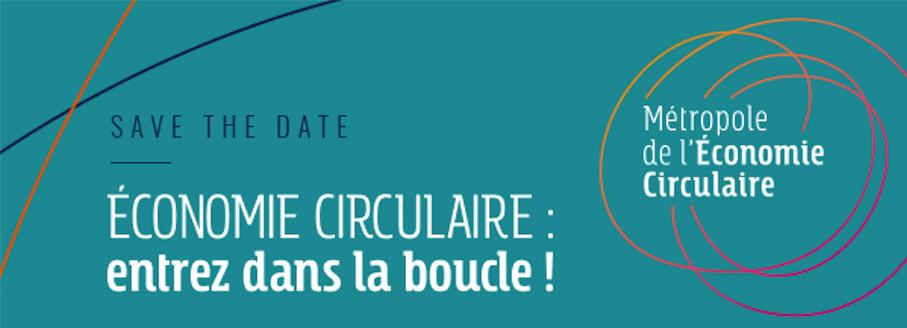 SAVE THE DATE
ÉCONOMIE CIRCULAIRE :
entrez dans la boucle !
Métropole
de l'Économie
Circulaire